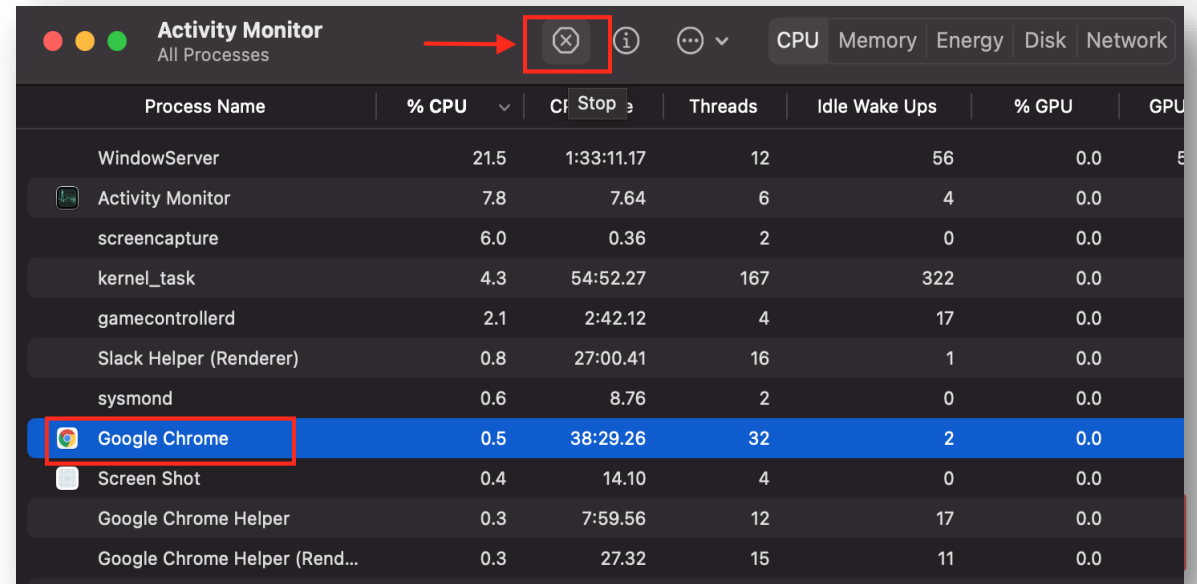 Activity Monitor
All Processes
CPU Memory Energy Disk Network
Process Name % CPU Stop Threads Idle Wake Ups % GPU GPU
WindowServer 21.5 1:33:11.17 12 56 0.0
Activity Monitor 7.8 7.64 6 4 0.0
screencapture 6.0 0.36 2 0 0.0
kernel_task 4.3 54:52.27 167 322 0.0
gamecontrollerd 2.1 2:42.12 4 17 0.0
Slack Helper (Renderer) 0.8 27:00.41 16 1 0.0
sysmond 0.6 8.76 2 0 0.0
Google Chrome 0.5 38:29.26 32 2 0.0
Screen Shot 0.4 14.10 4 0 0.0
Google Chrome Helper 0.3 7:59.56 12 17 0.0
Google Chrome Helper (Rend... 0.3 27.32 15 11 0.0